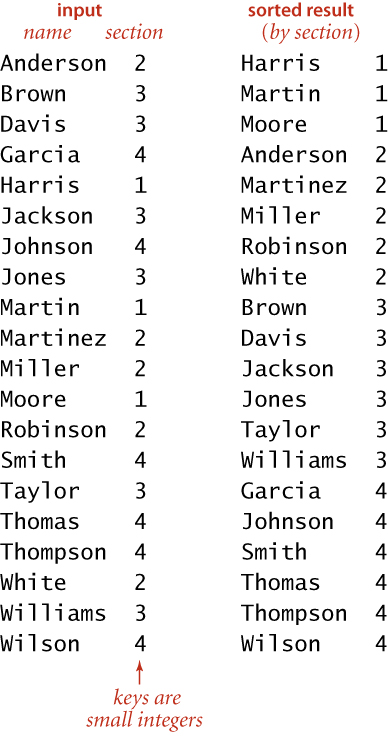 input sorted result
name section (by section)
Anderson 2 Harris 1
Brown 3 Martin 1
Davis 3 Moore 1
Garcia 4 Anderson 2
Harris 1 Martinez 2
Jackson 3 Miller 2
Johnson 4 Robinson 2
Jones 3 White 2
Martin 1 Brown 3
Martinez 2 Davis 3
Miller 2 Jackson 3
Moore 1 Jones 3
Robinson 2 Taylor 3
Smith 4 Williams 3
Taylor 3 Garcia 4
Thomas 4 Johnson 4
Thompson 4 Smith 4
White 2 Thomas 4
Williams 3 Thompson 4
Wilson 4 Wilson 4
keys are
small integers